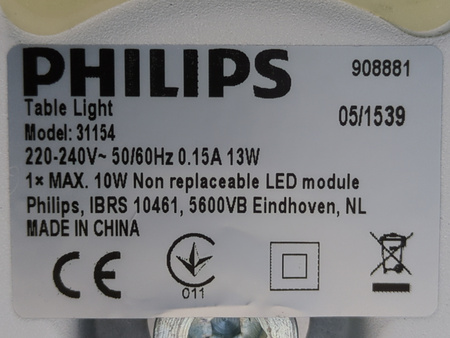 PHILIPS
908881
Table Light
05/1539
Model: 31154
220-240V~ 50/60Hz 0.15A 13W
1× MAX. 10W Non replaceable LED module
Philips, IBRS 10461, 5600VB Eindhoven, NL
MADE IN CHINA
CE
011